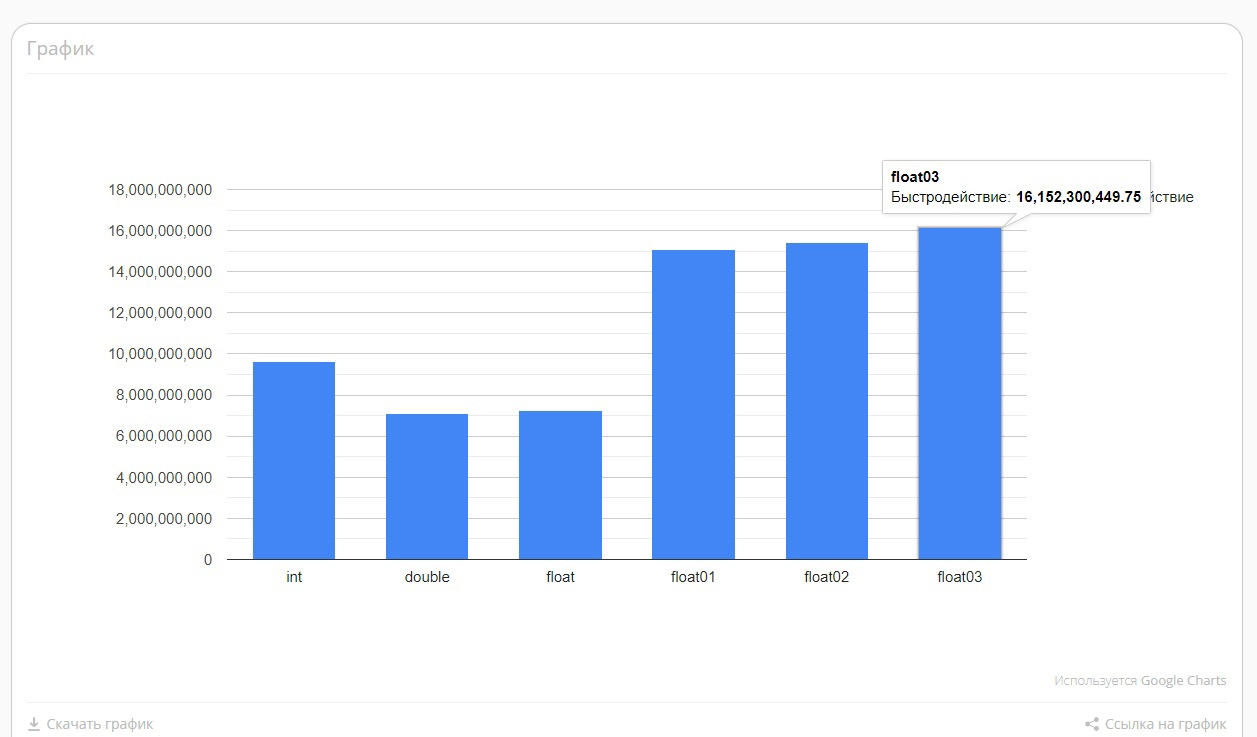 График
18,000,000,000
16,000,000,000
14,000,000,000
12,000,000,000
10,000,000,000
8,000,000,000
6,000,000,000
4,000,000,000
2,000,000,000
0
float03
Быстродействие: 16,152,300,449.75
йствие
int double float float01 float02 float03
Используется Google Charts
Скачать график
Ссылка на график